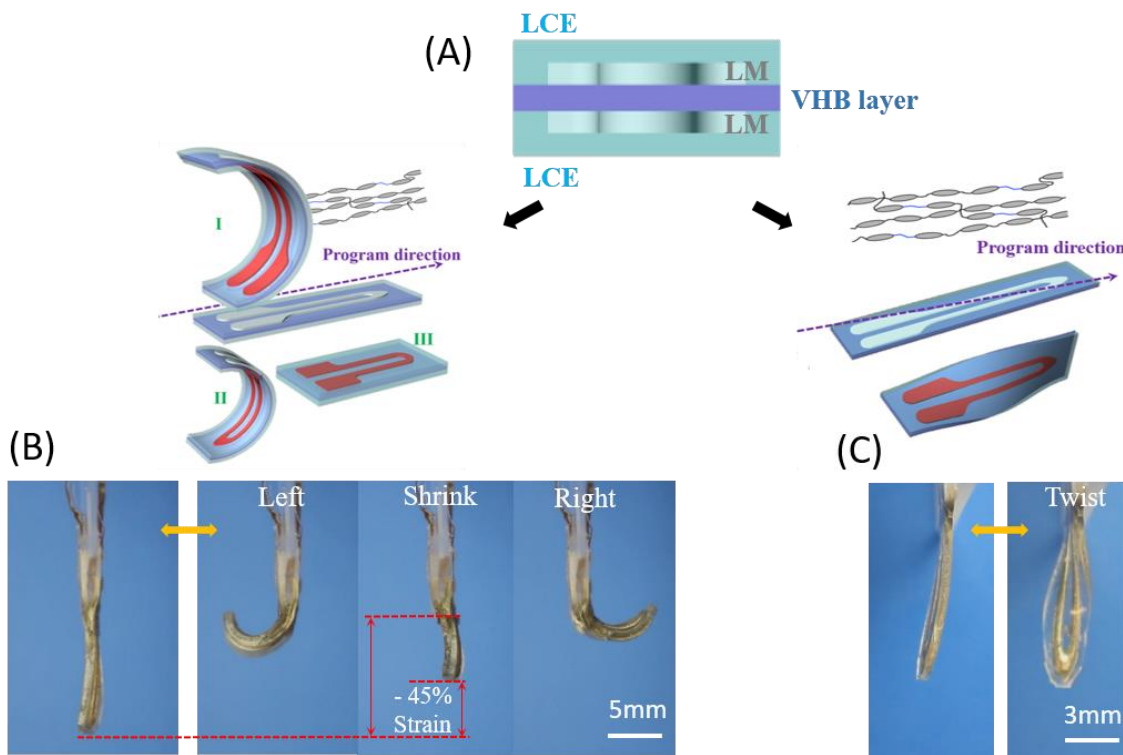 (A)
LCE
LM
VHB layer
LM
LCE
I
Program direction
III
II
Program direction
(B)
Left
Shrink
Right
- 45%
Strain
5mm
(C)
Twist
3mm